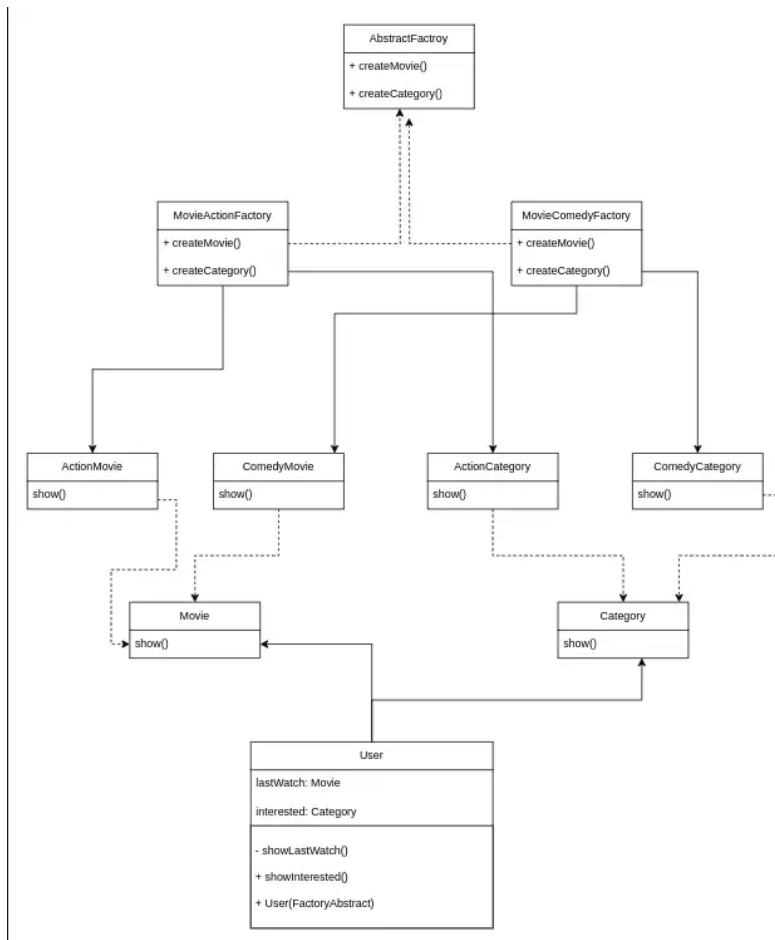 AbstractFactroy
+ createMovie()
+ createCategory()
MovieActionFactory
+ createMovie()
+ createCategory()
MovieComedyFactory
+ createMovie()
+ createCategory()
ActionMovie
show()
ComedyMovie
show()
ActionCategory
show()
ComedyCategory
show()
Movie
show()
Category
show()
User
lastWatch: Movie
interested: Category
- showLastWatch()
+ showInterested()
+ User(FactoryAbstract)